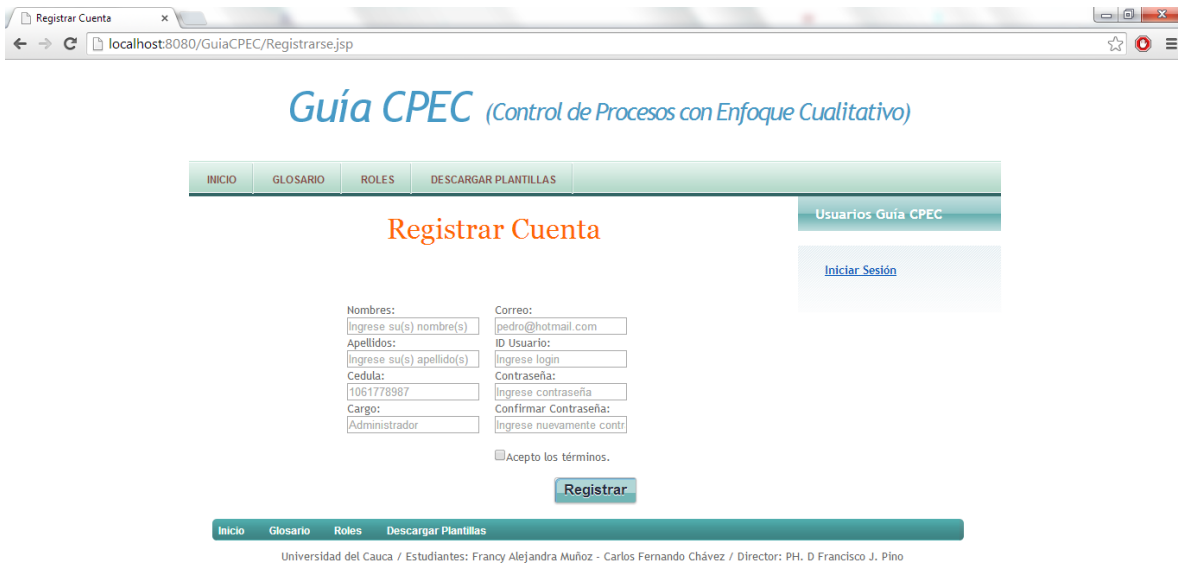 Registrar Cuenta
localhost:8080/GuiaCPEC/Registrarse.jsp
Guía CPEC (Control de Procesos con Enfoque Cualitativo)
INICIO GLOSARIO ROLES DESCARGAR PLANTILLAS
Registrar Cuenta
Usuarios Guía CPEC
Iniciar Sesión
Nombres: Correo:
Ingrese su(s) nombre(s) pedro@hotmail.com
Apellidos: ID Usuario:
Ingrese su(s) apellido(s) Ingrese login
Cedula: Contraseña:
1061778987 Ingrese contraseña
Cargo: Confirmar Contraseña:
Administrador Ingrese nuevamente contr
Acepto los términos.
Registrar
Inicio Glosario Roles Descargar Plantillas
Universidad del Cauca / Estudiantes: Francy Alejandra Muñoz - Carlos Fernando Chávez / Director: PH. D Francisco J. Pino